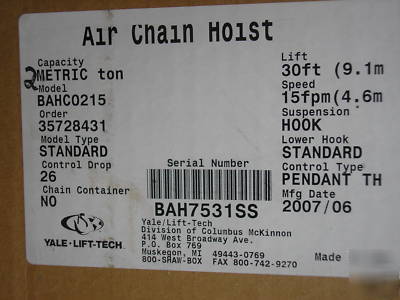 Air Chain Hoist
Capacity
2 METRIC ton
Model
BAHC0215
Order
35728431
Model Type
STANDARD
Control Drop
26
Chain Container
NO
Serial Number
BAH7531SS
Lift
30ft (9.1m
Speed
15fpm(4.6m
Suspension
HOOK
Lower Hook
STANDARD
Control Type
PENDANT TH
Mfg Date
2007/06
YALE·LIFT-TECH
Yale/Lift-Tech
Division of Columbus McKinnon
414 West Broadway Ave.
P.O. Box 769
Muskegon, MI 49443-0769
800-SHAW-BOX FAX 800-742-9270
Made